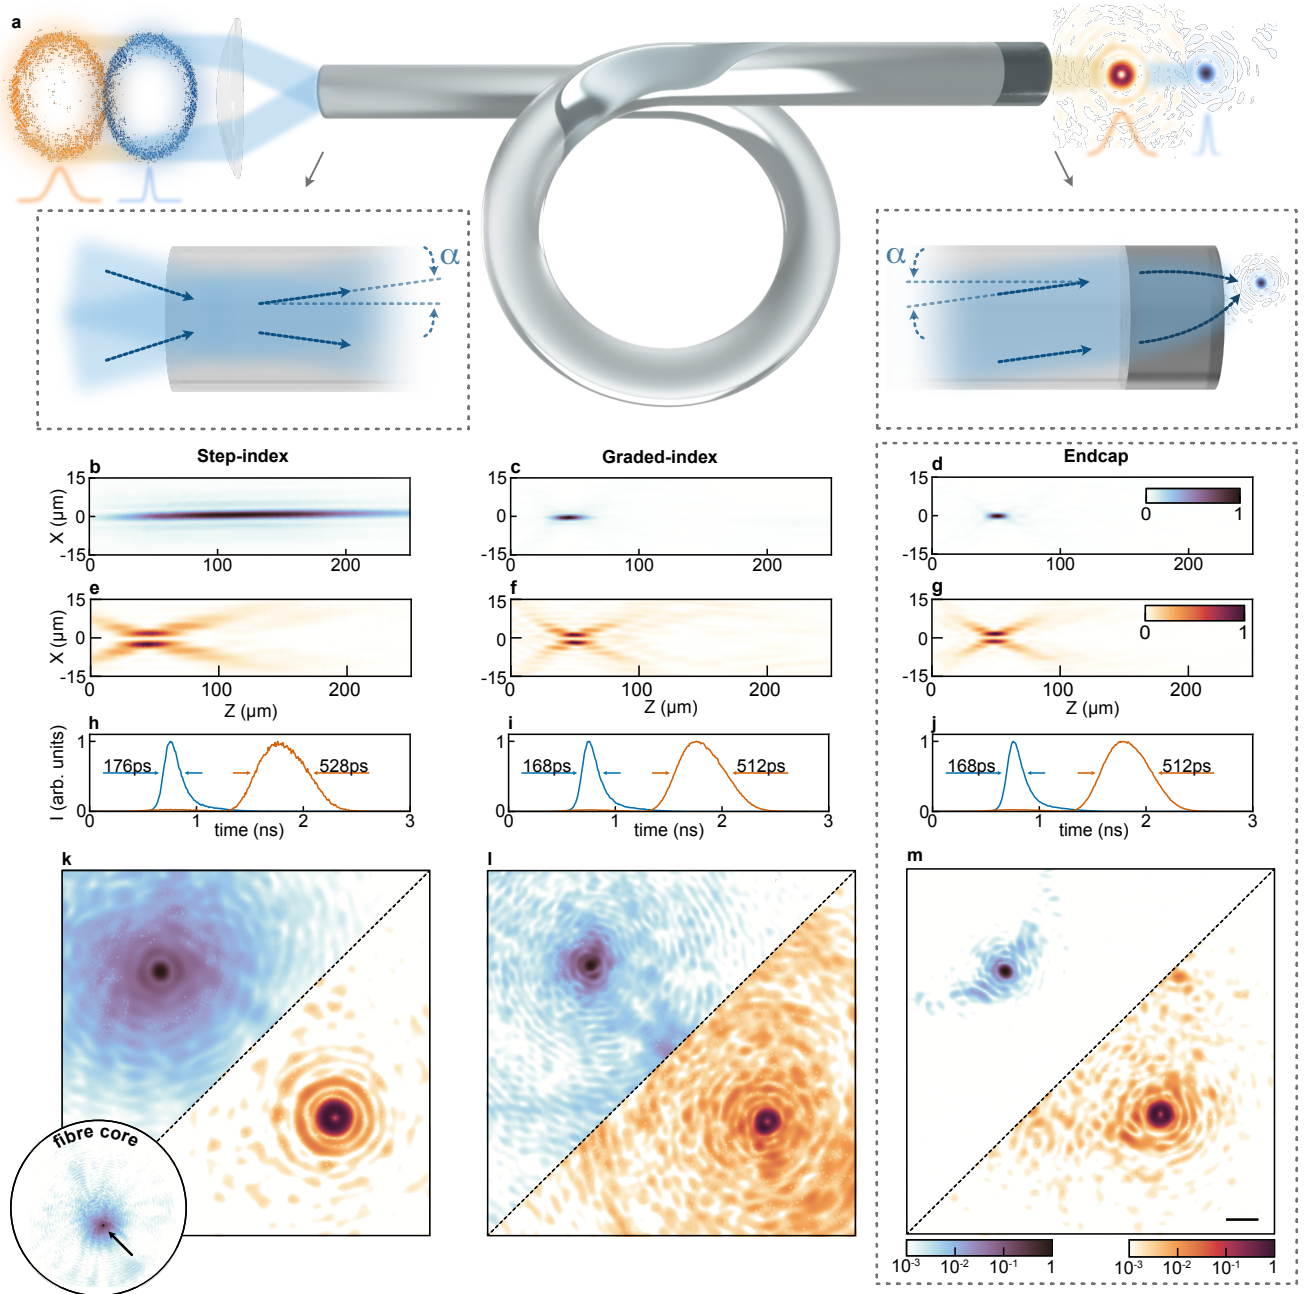 a
α
α
Step-index
Graded-index
Endcap
b
c
d
X (μm)
15
0
-15
0
100
200
15
0
-15
0
100
200
15
0
-15
0
100
200
0
1
e
f
g
X (μm)
15
0
-15
0
100
200
Z (μm)
15
0
-15
0
100
200
Z (μm)
15
0
-15
0
100
200
Z (μm)
0
1
h
i
j
I (arb. units)
1
0
176ps
528ps
0
1
2
3
time (ns)
1
0
168ps
512ps
0
1
2
3
time (ns)
1
0
168ps
512ps
0
1
2
3
time (ns)
k
l
m
fibre core
10⁻³
10⁻²
10⁻¹
1
10⁻³
10⁻²
10⁻¹
1